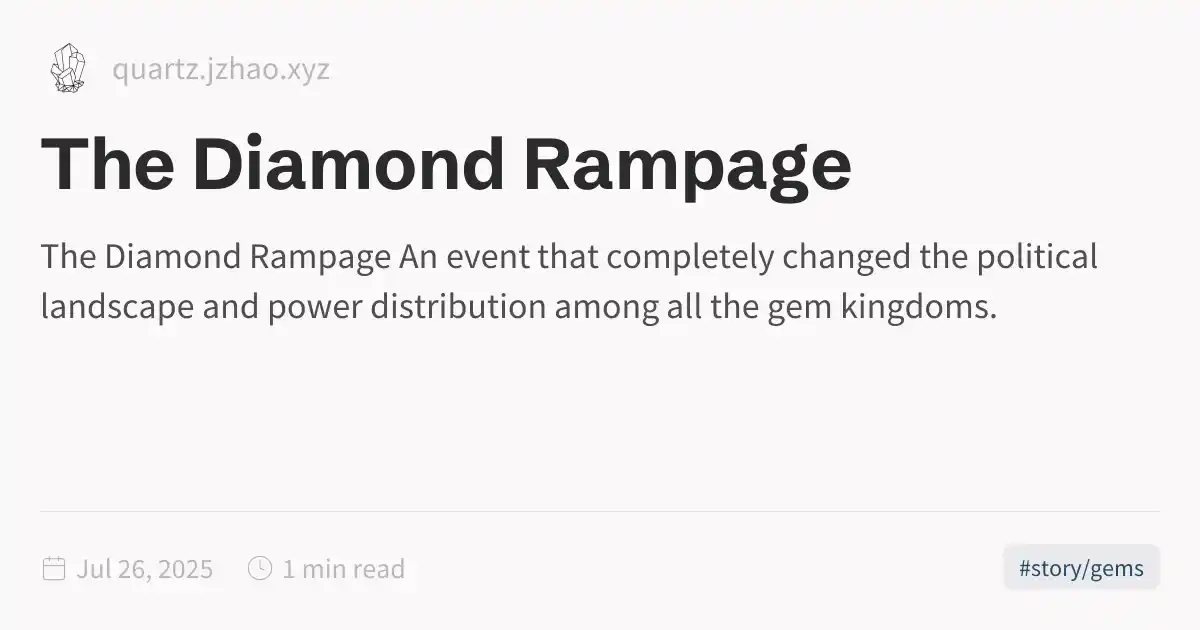 quartz.jzhao.xyz
The Diamond Rampage
The Diamond Rampage An event that completely changed the political
landscape and power distribution among all the gem kingdoms.
Jul 26, 2025
1 min read
#story/gems